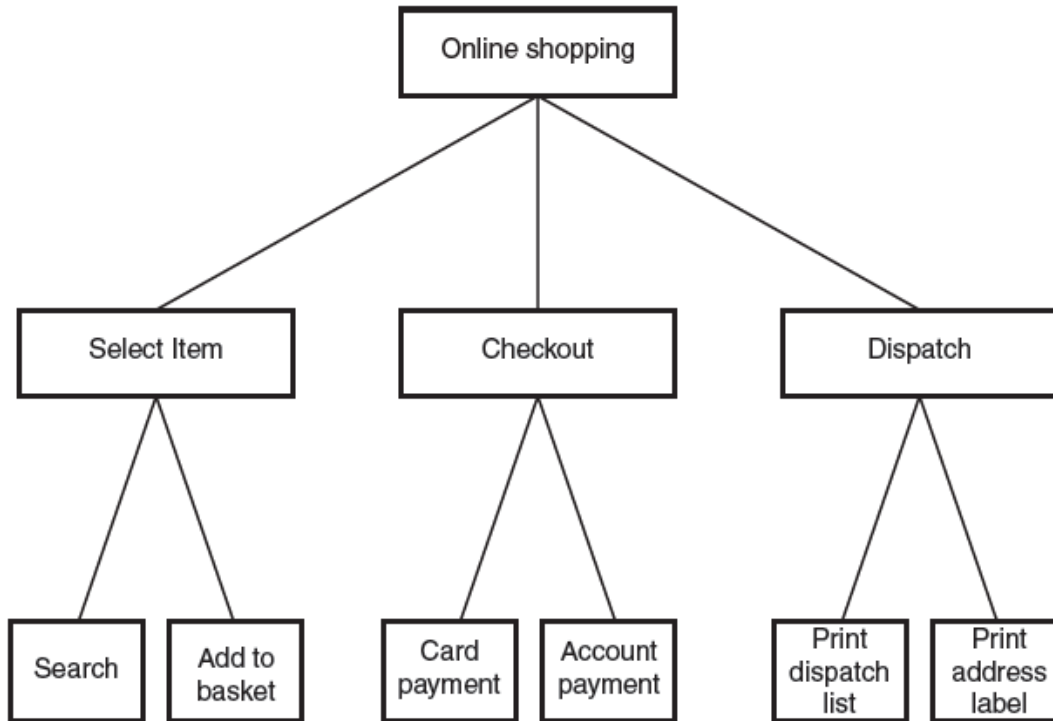 Online shopping
Select Item
Checkout
Dispatch
Search
Add to
basket
Card
payment
Account
payment
Print
dispatch
list
Print
address
label